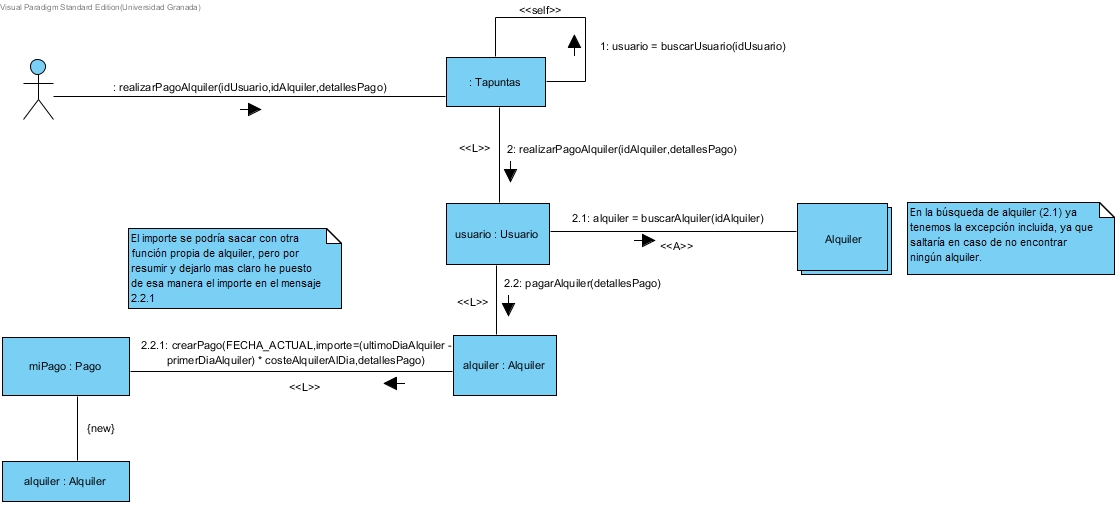 Visual Paradigm Standard Edition(Universidad Granada)
<<self>>
1: usuario = buscarUsuario(idUsuario)
: realizarPagoAlquiler(idUsuario,idAlquiler,detallesPago)
: Tapuntas
<<L>>
2: realizarPagoAlquiler(idAlquiler,detallesPago)
usuario : Usuario
2.1: alquiler = buscarAlquiler(idAlquiler)
<<A>>
Alquiler
En la búsqueda de alquiler (2.1) ya
tenemos la excepción incluida, ya que
saltaría en caso de no encontrar
ningún alquiler.
El importe se podría sacar con otra
función propia de alquiler, pero por
resumir y dejarlo mas claro he puesto
de esa manera el importe en el mensaje
2.2.1
<<L>>
2.2: pagarAlquiler(detallesPago)
2.2.1: crearPago(FECHA_ACTUAL,importe=(ultimoDiaAlquiler -
primerDiaAlquiler) * costeAlquilerAlDia,detallesPago)
<<L>>
alquiler : Alquiler
miPago : Pago
{new}
alquiler : Alquiler